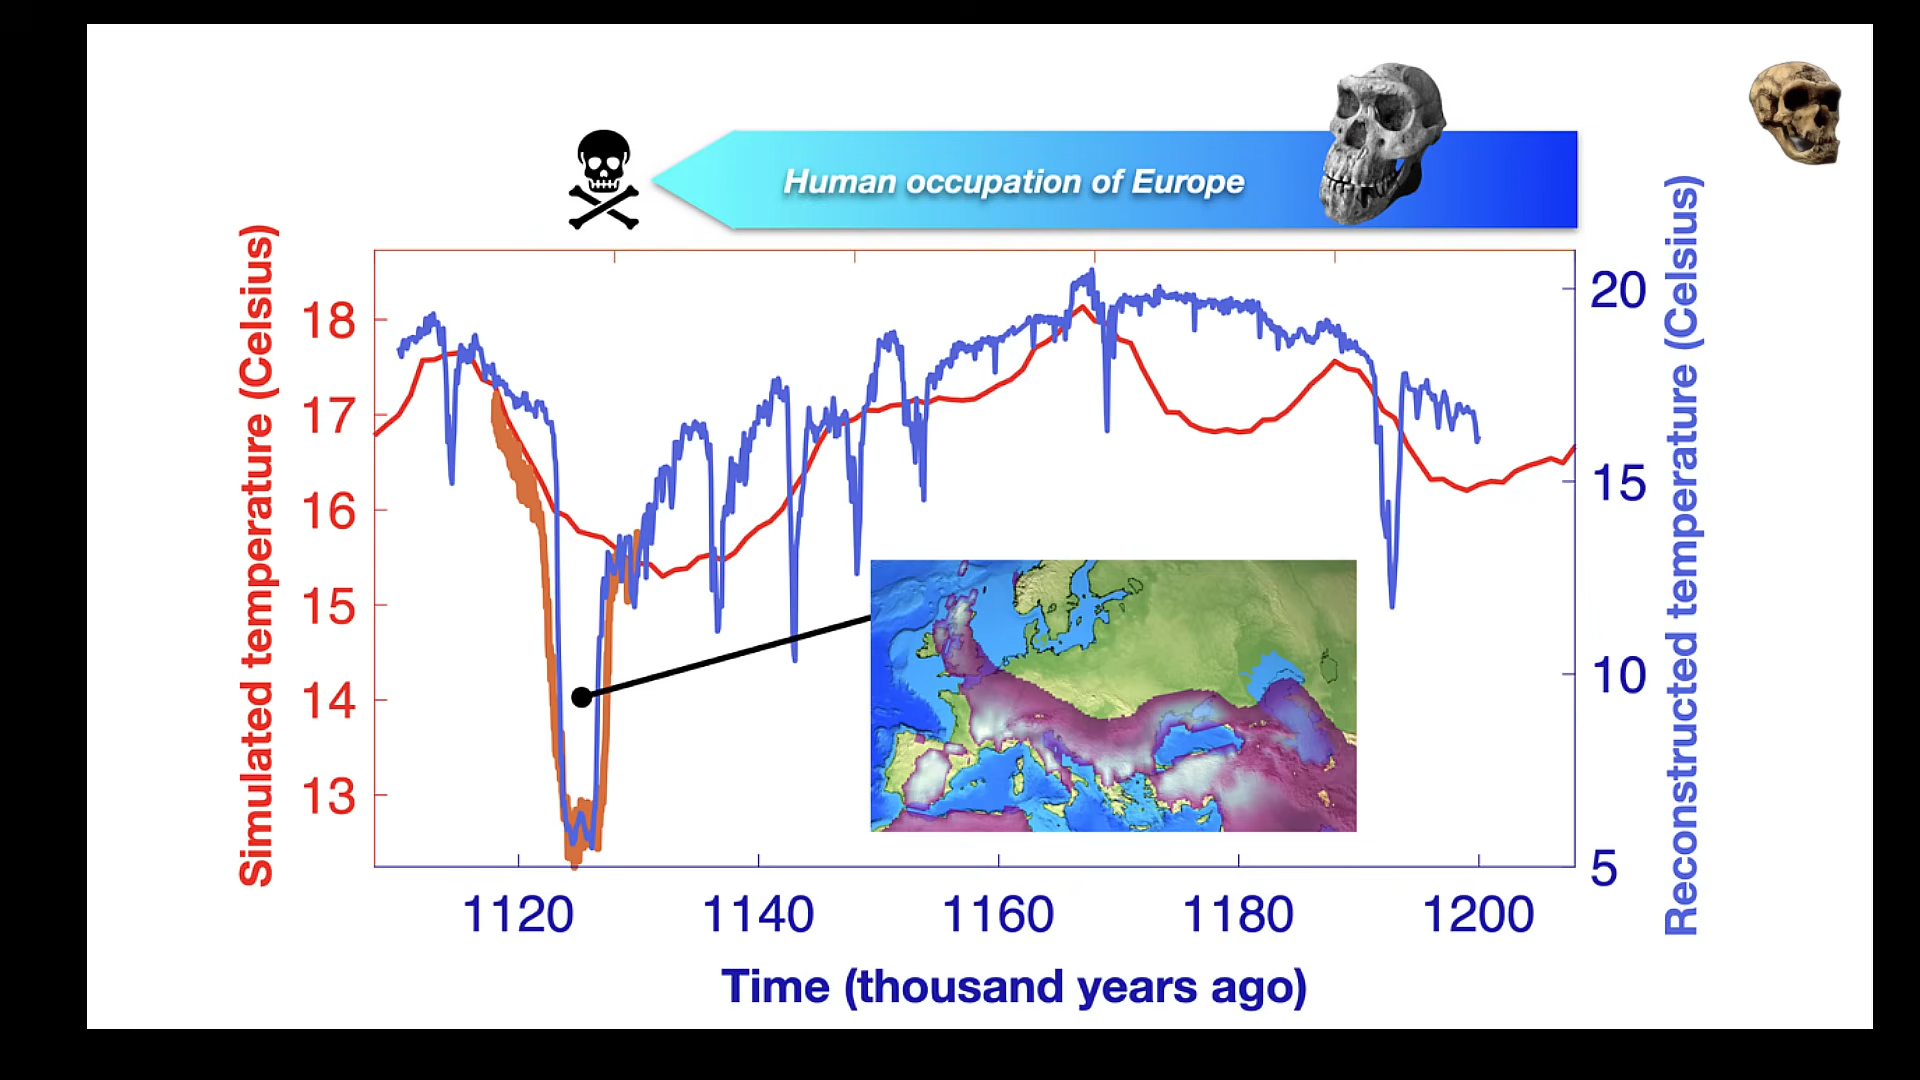 Human occupation of Europe
Simulated temperature (Celsius)
18
17
16
15
14
13
20
15
10
5
Reconstructed temperature (Celsius)
1120 1140 1160 1180 1200
Time (thousand years ago)